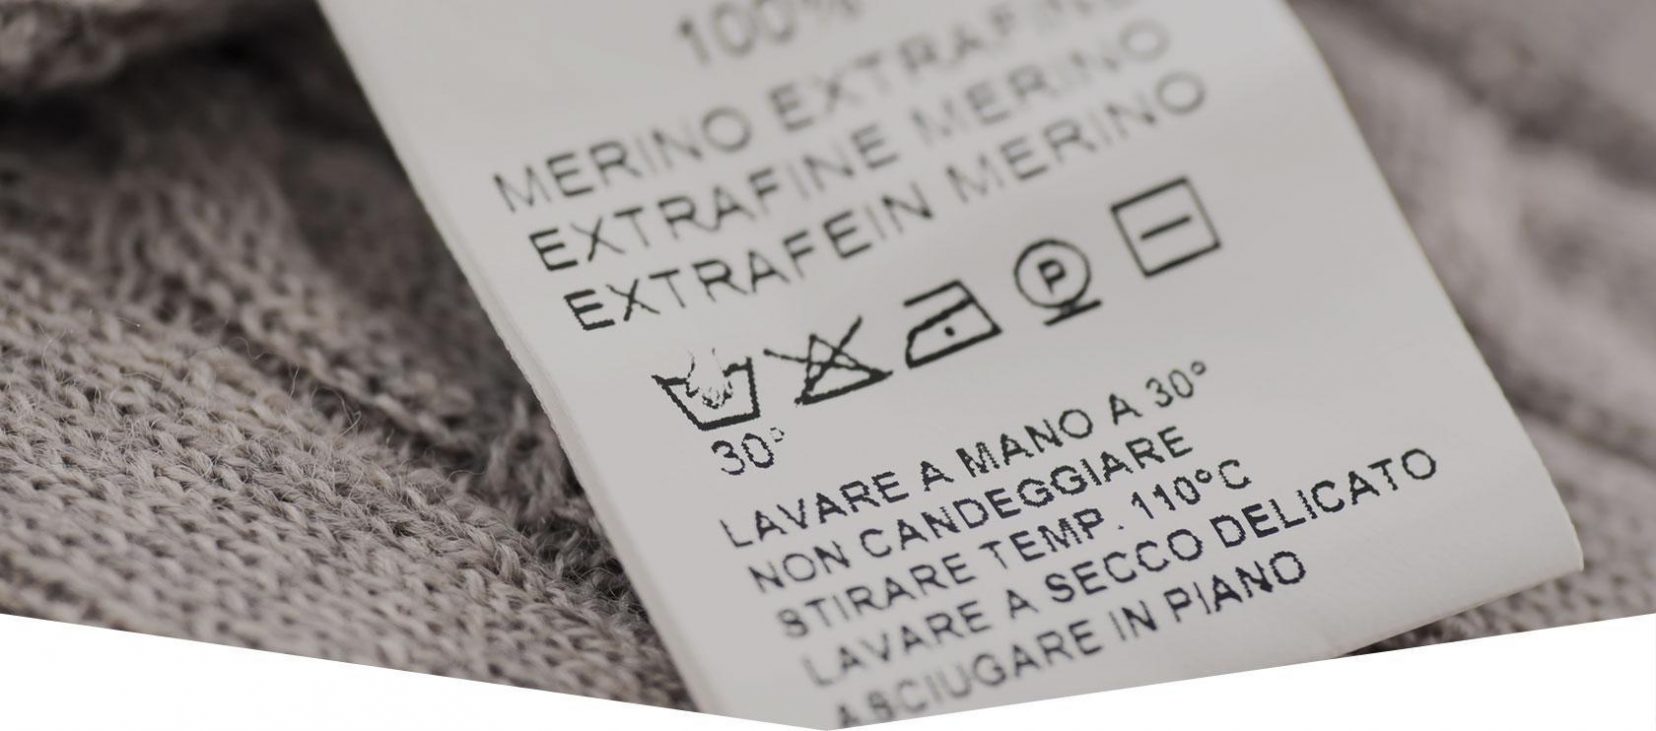 100%
MERINO EXTRAFINE
EXTRAFINE MERINO
EXTRAFEIN MERINO
P
30°
LAVARE A MANO A 30°
NON CANDEGGIARE
STIRARE TEMP. 110°C
LAVARE A SECCO DELICATO
ASCIUGARE IN PIANO